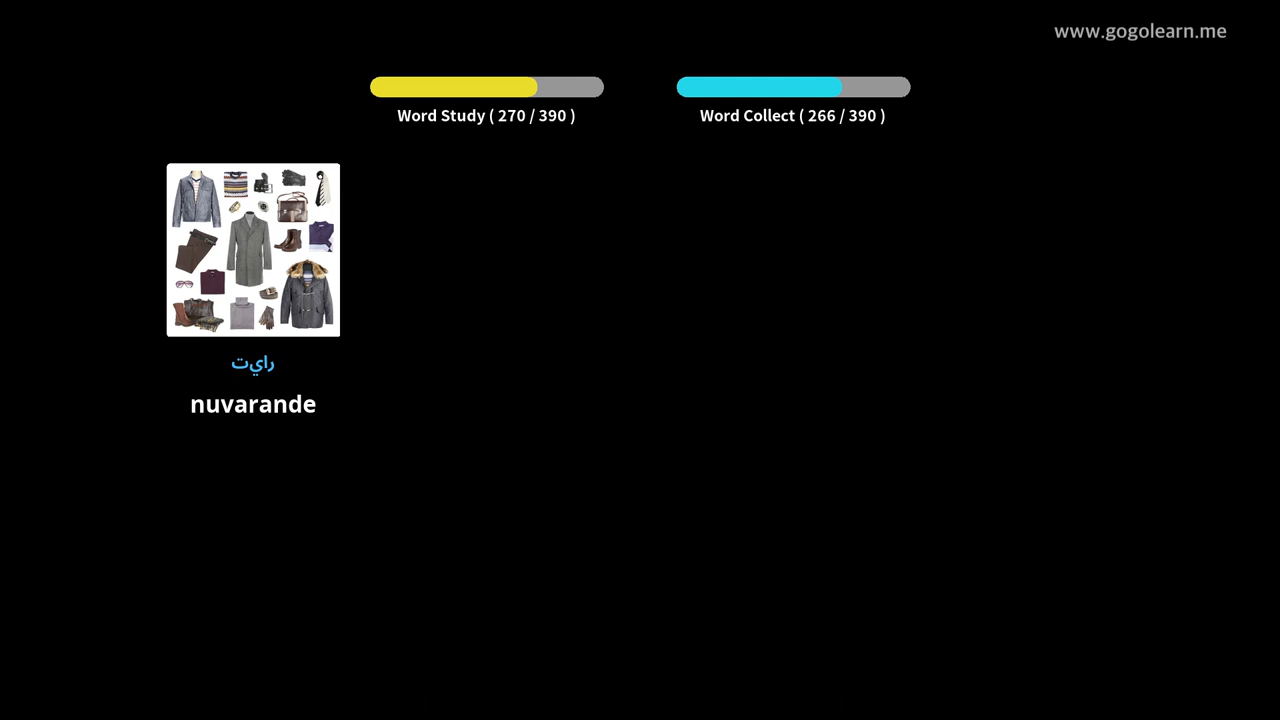 www.gogolearn.me
Word Study ( 270 / 390 )
Word Collect ( 266 / 390 )
رايت
nuvarande